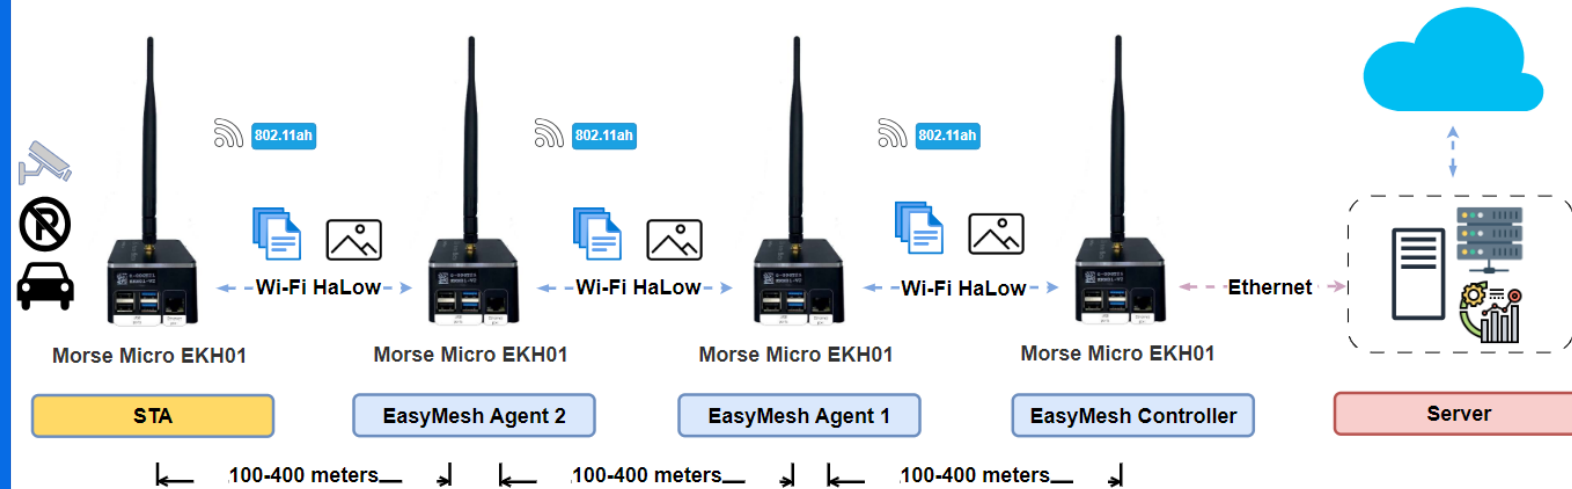 802.11ah
802.11ah
802.11ah
Wi-Fi HaLow
Wi-Fi HaLow
Wi-Fi HaLow
Ethernet
Morse Micro EKH01
Morse Micro EKH01
Morse Micro EKH01
Morse Micro EKH01
STA
EasyMesh Agent 2
EasyMesh Agent 1
EasyMesh Controller
Server
100-400 meters
100-400 meters
100-400 meters